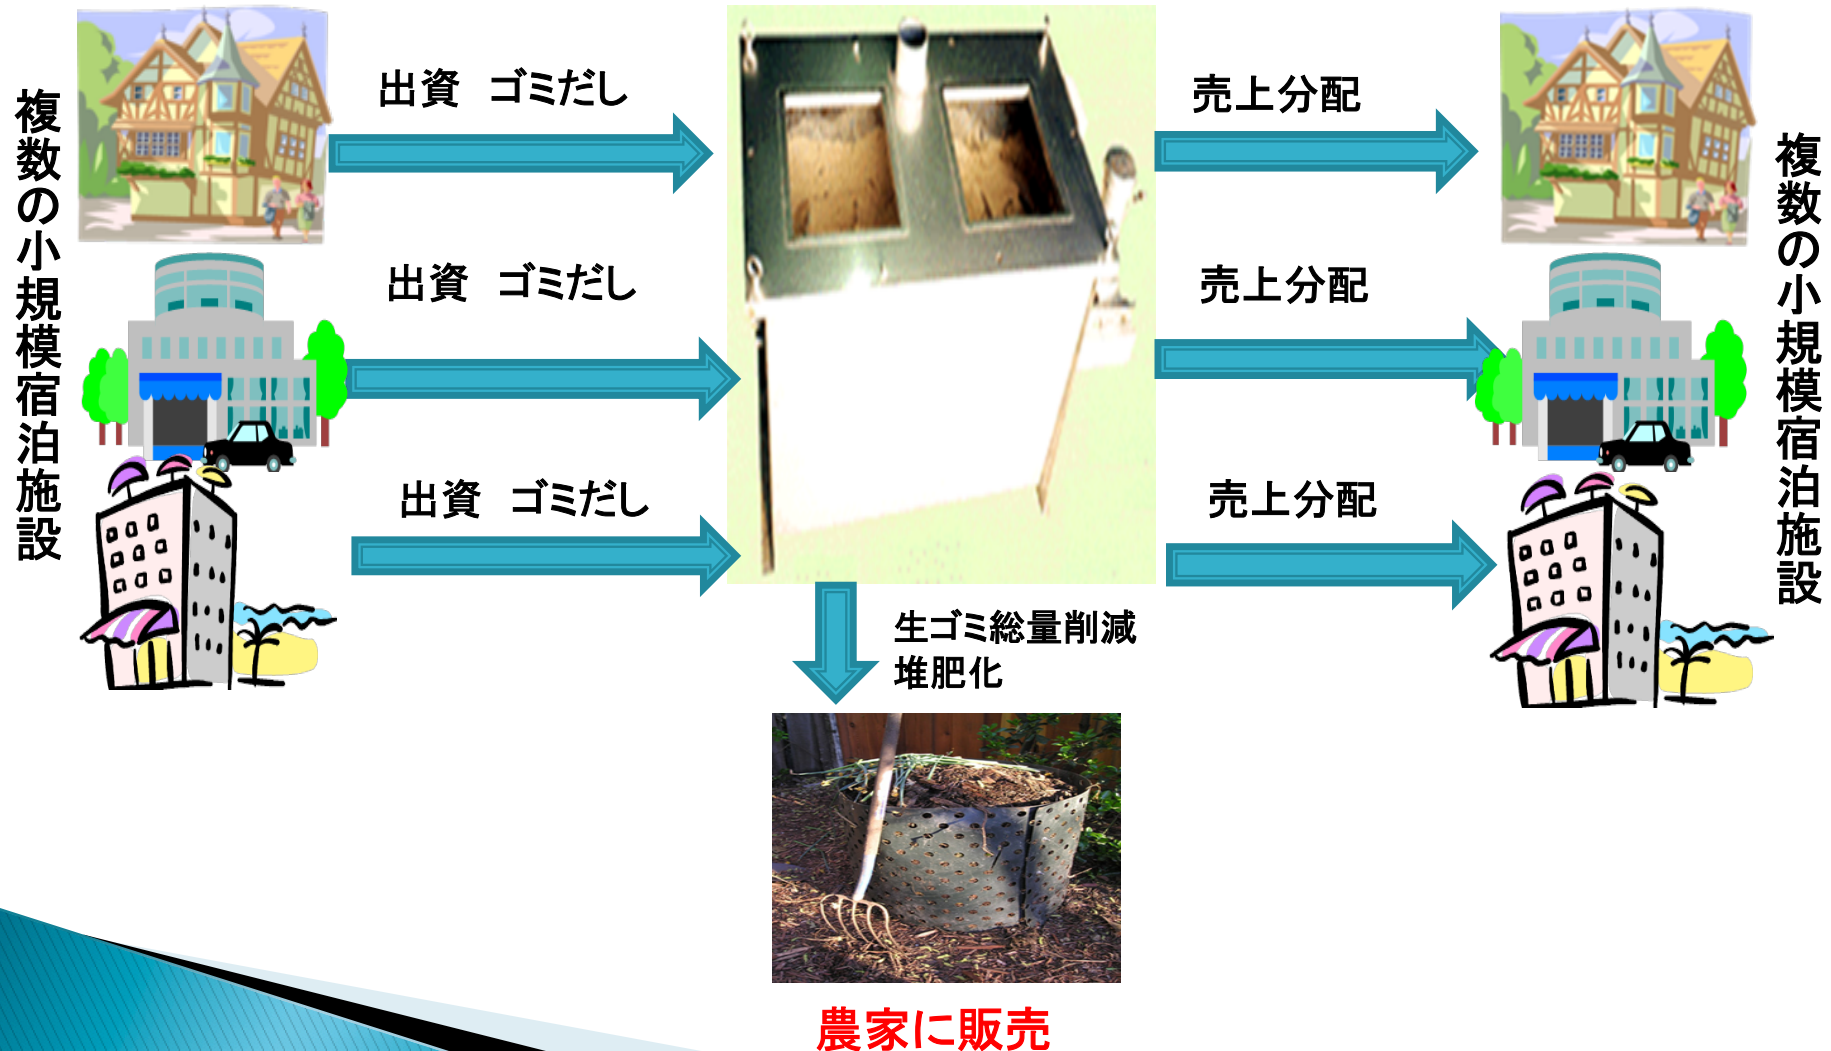 複数の小規模宿泊施設
出資　ゴミだし
売上分配
出資　ゴミだし
売上分配
出資　ゴミだし
売上分配
複数の小規模宿泊施設
生ゴミ総量削減
堆肥化
農家に販売